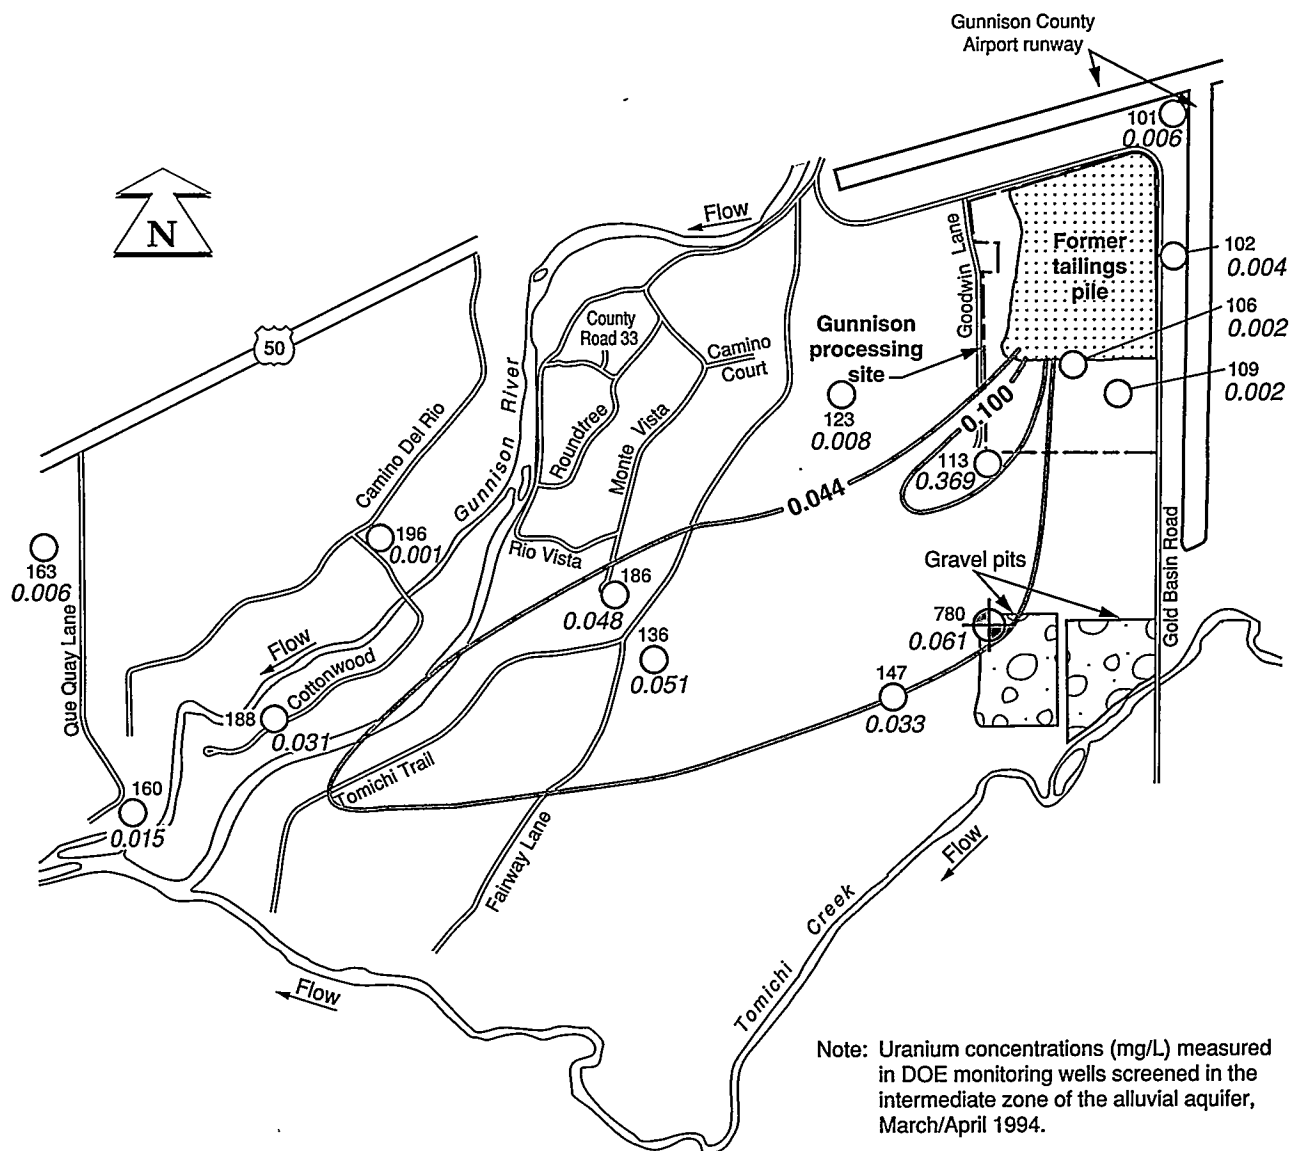 Gunnison County
Airport runway
101
0.006
N
Flow
Goodwin Lane
Former
tailings
pile
102
0.004
106
0.002
109
0.002
50
County
Road 33
Camino
Court
Gunnison
processing
site
123
0.008
0.100
113
0.369
Camino Del Rio
Gunnison River
Roundtree
Monte Vista
0.044
196
0.001
Rio Vista
163
0.006
Que Quay Lane
186
0.048
Gravel pits
Gold Basin Road
780
0.061
136
0.051
Flow
Cottonwood
188
0.031
147
0.033
Tomichi Trail
160
0.015
Fairway Lane
Flow
Tomichi Creek
Flow
Note: Uranium concentrations (mg/L) measured
in DOE monitoring wells screened in the
intermediate zone of the alluvial aquifer,
March/April 1994.